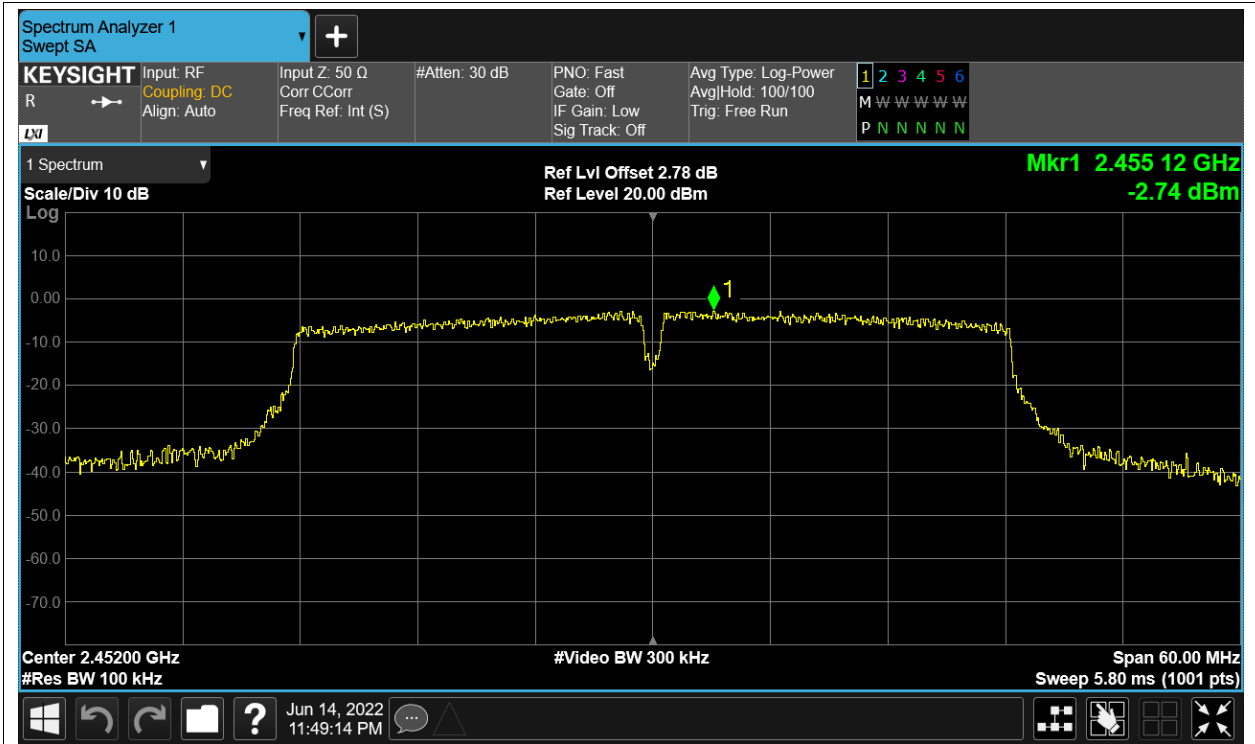 Spectrum Analyzer 1
Swept SA
+
KEYSIGHT
R
LXI
Input: RF
Coupling: DC
Align: Auto
Input Z: 50 Ω
Corr CCorr
Freq Ref: Int (S)
#Atten: 30 dB
PNO: Fast
Gate: Off
IF Gain: Low
Sig Track: Off
Avg Type: Log-Power
Avg|Hold: 100/100
Trig: Free Run
1 2 3 4 5 6
M W W W W W
P N N N N N
1 Spectrum
Scale/Div 10 dB
Ref Lvl Offset 2.78 dB
Ref Level 20.00 dBm
Mkr1 2.455 12 GHz
-2.74 dBm
Log
10.0
0.00
-10.0
-20.0
-30.0
-40.0
-50.0
-60.0
-70.0
1
Center 2.45200 GHz
#Res BW 100 kHz
#Video BW 300 kHz
Span 60.00 MHz
Sweep 5.80 ms (1001 pts)
?
Jun 14, 2022
11:49:14 PM